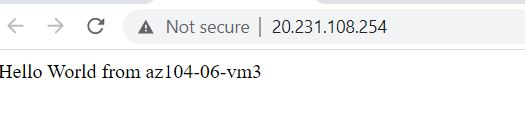 Not secure | 20.231.108.254
Hello World from az104-06-vm3